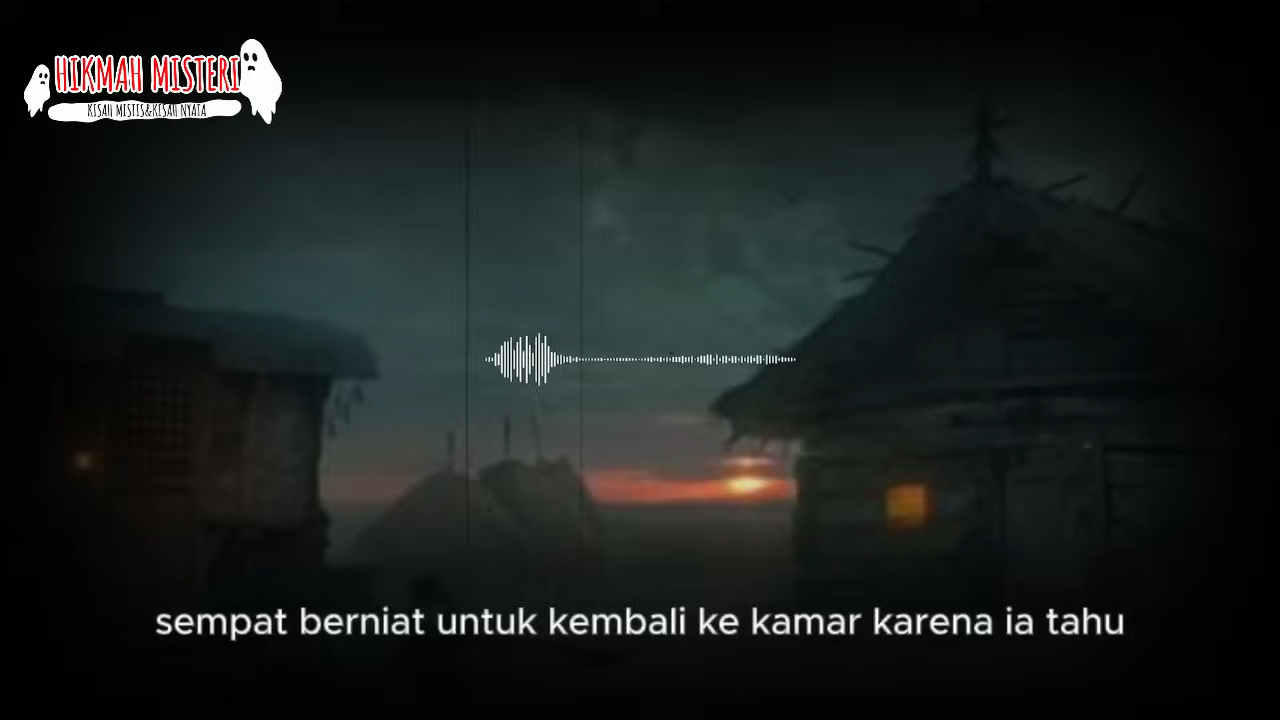 HIKMAH MISTERI
KISAH MISTIS&KISAH NYATA
sempat berniat untuk kembali ke kamar karena ia tahu